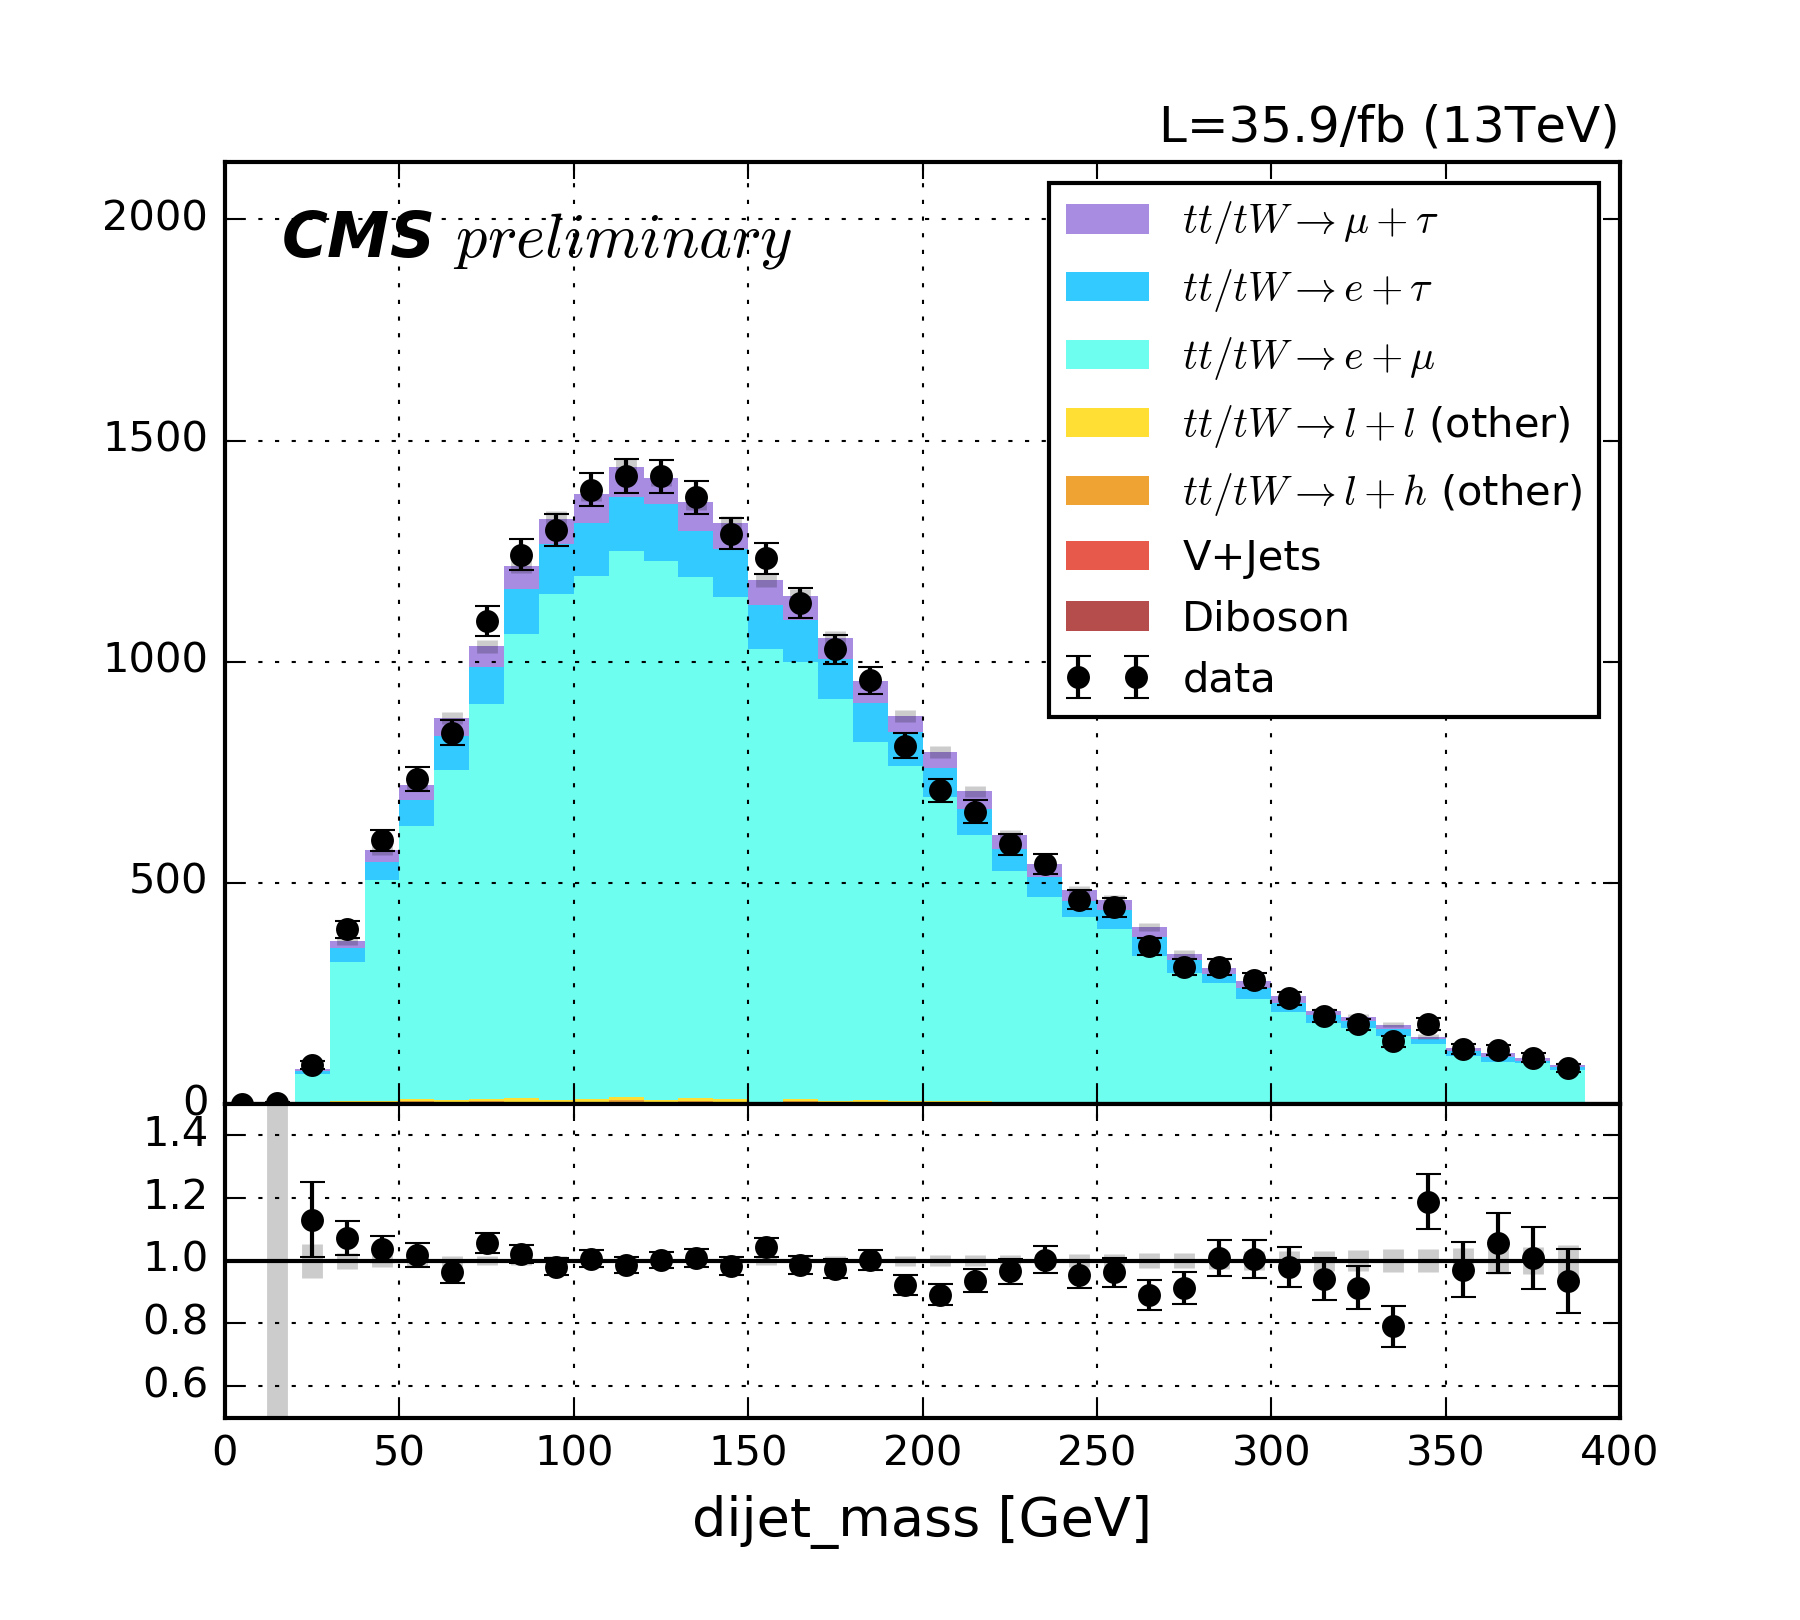 L=35.9/fb (13TeV)
CMS preliminary
2000
1500
1000
500
0
tt/tW → μ + τ
tt/tW → e + τ
tt/tW → e + μ
tt/tW → l + l (other)
tt/tW → l + h (other)
V+Jets
Diboson
data
1.4
1.2
1.0
0.8
0.6
0 50 100 150 200 250 300 350 400
dijet_mass [GeV]